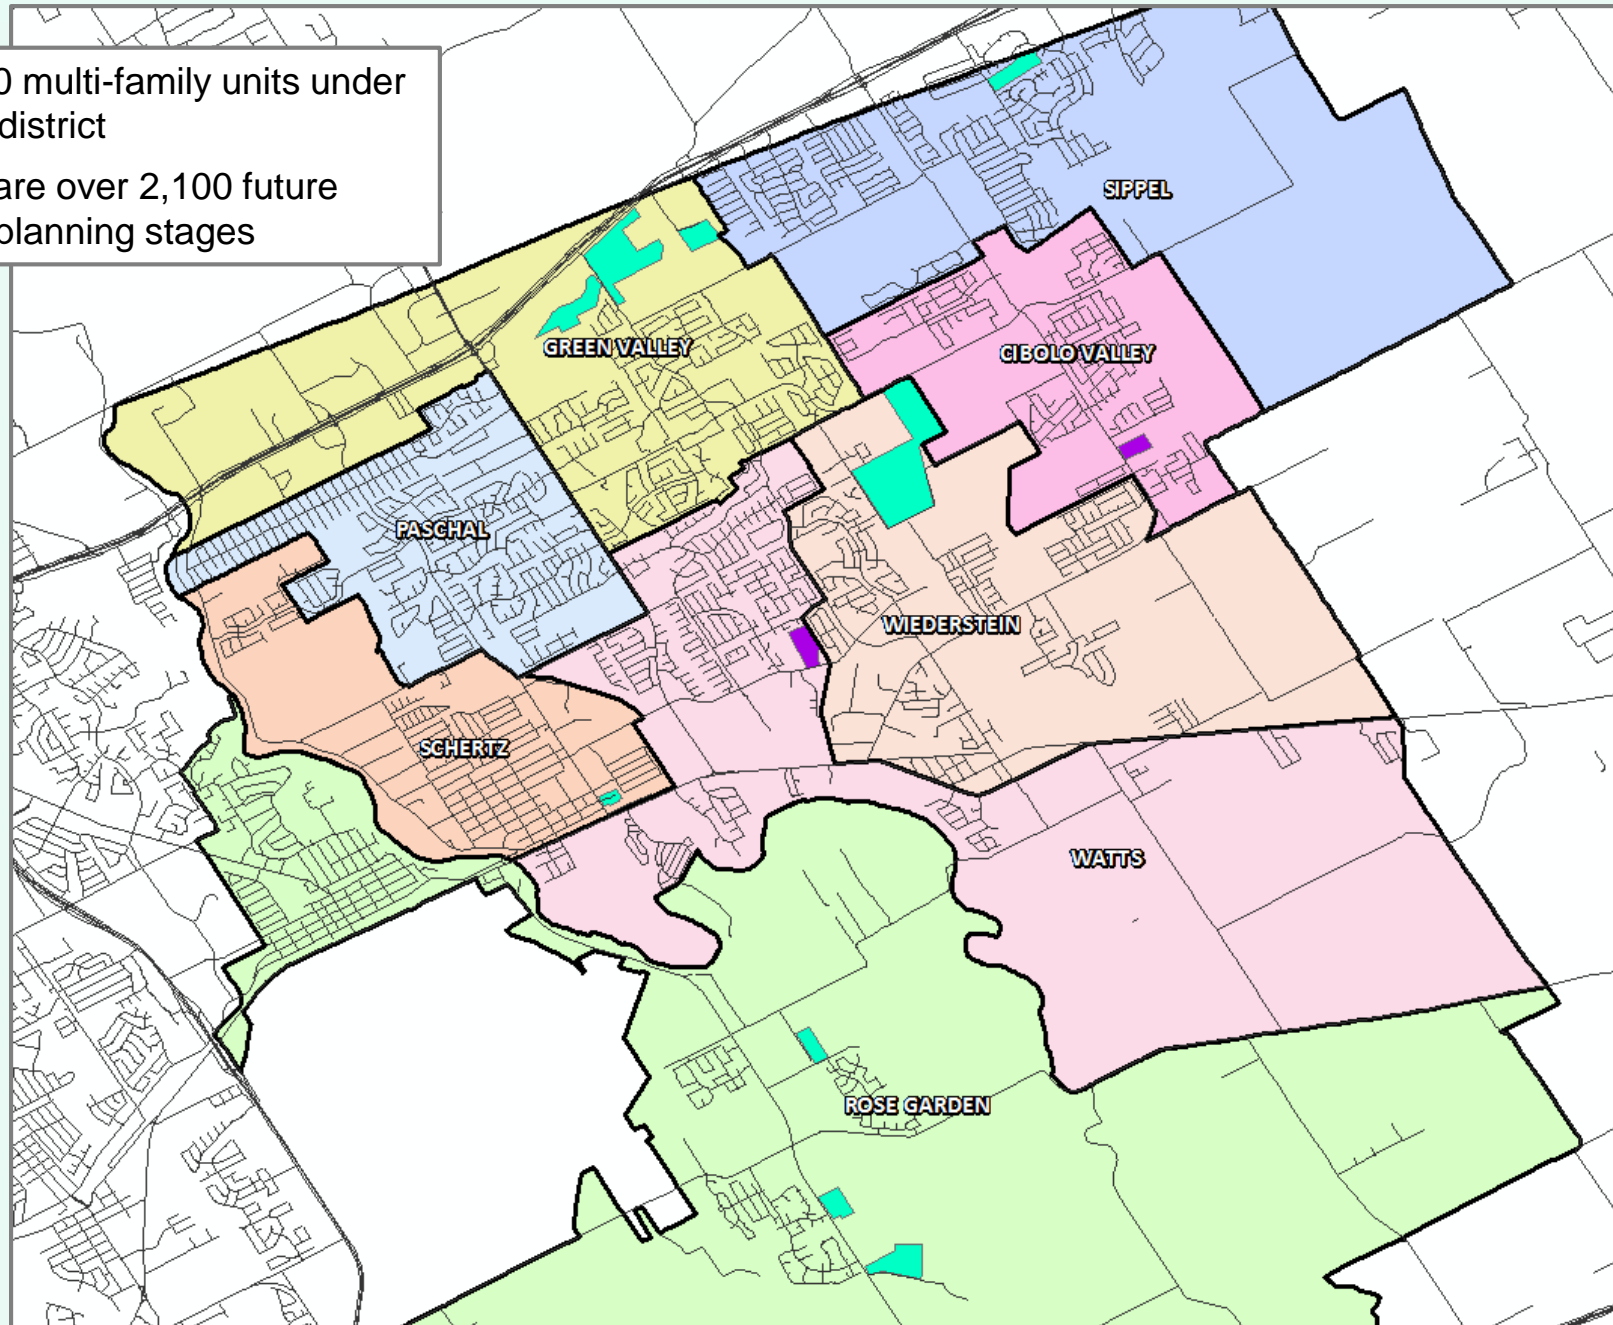 0 multi-family units under
district
are over 2,100 future
planning stages
SIPPEL
GREEN VALLEY
CIBOLO VALLEY
PASCHAL
WIEDERSTEIN
SCHERTZ
WATTS
ROSE GARDEN